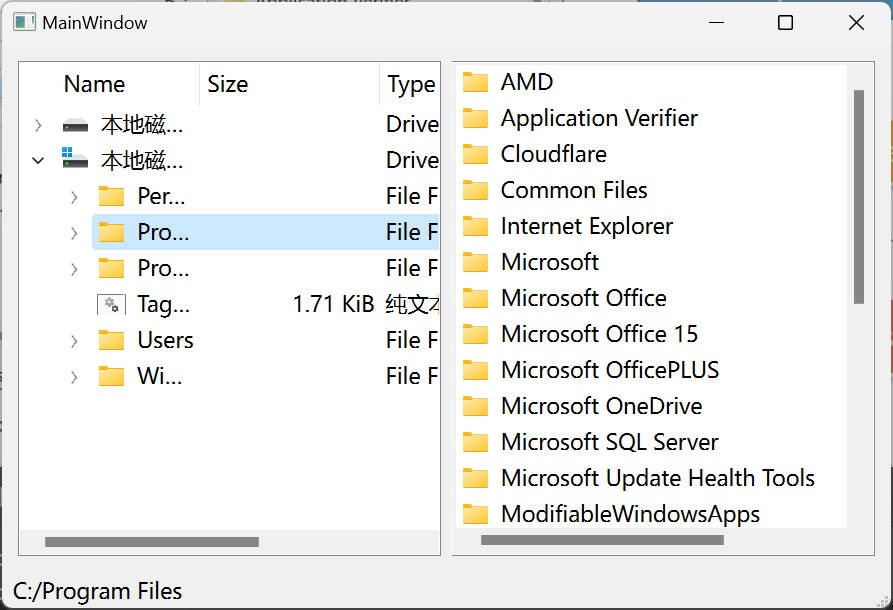 MainWindow
Name Size Type
本地磁... Drive
本地磁... Drive
Per... File F
Pro... File F
Pro... File F
Tag... 1.71 KiB 纯文本
Users File F
Wi... File F
AMD
Application Verifier
Cloudflare
Common Files
Internet Explorer
Microsoft
Microsoft Office
Microsoft Office 15
Microsoft OfficePLUS
Microsoft OneDrive
Microsoft SQL Server
Microsoft Update Health Tools
ModifiableWindowsApps
C:/Program Files